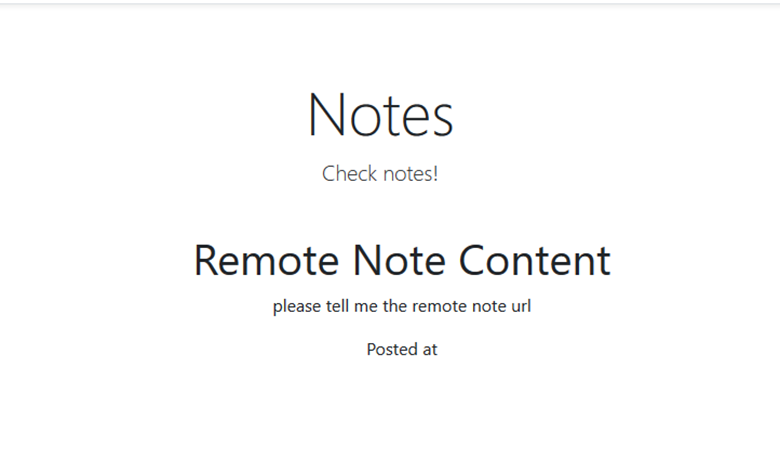 Notes
Check notes!
Remote Note Content
please tell me the remote note url
Posted at